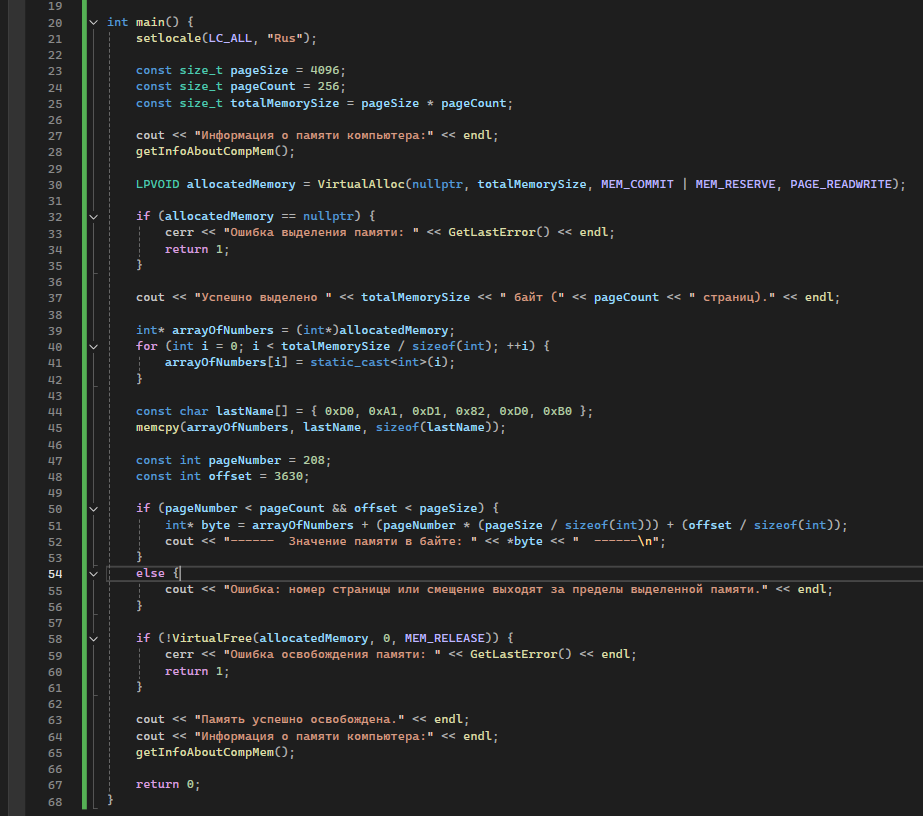 19
20 int main() {
21 setlocale(LC_ALL, "Rus");
22
23 const size_t pageSize = 4096;
24 const size_t pageCount = 256;
25 const size_t totalMemorySize = pageSize * pageCount;
26
27 cout << "Информация о памяти компьютера:" << endl;
28 getInfoAboutCompMem();
29
30 LPVOID allocatedMemory = VirtualAlloc(nullptr, totalMemorySize, MEM_COMMIT | MEM_RESERVE, PAGE_READWRITE);
31
32 if (allocatedMemory == nullptr) {
33 cerr << "Ошибка выделения памяти: " << GetLastError() << endl;
34 return 1;
35 }
36
37 cout << "Успешно выделено " << totalMemorySize << " байт (" << pageCount << " страниц)." << endl;
38
39 int* arrayOfNumbers = (int*)allocatedMemory;
40 for (int i = 0; i < totalMemorySize / sizeof(int); ++i) {
41 arrayOfNumbers[i] = static_cast<int>(i);
42 }
43
44 const char lastName[] = { 0xD0, 0xA1, 0xD1, 0x82, 0xD0, 0xB0 };
45 memcpy(arrayOfNumbers, lastName, sizeof(lastName));
46
47 const int pageNumber = 208;
48 const int offset = 3630;
49
50 if (pageNumber < pageCount && offset < pageSize) {
51 int* byte = arrayOfNumbers + (pageNumber * (pageSize / sizeof(int))) + (offset / sizeof(int));
52 cout << "------ Значение памяти в байте: " << *byte << " ------\n";
53 }
54 else {
55 cout << "Ошибка: номер страницы или смещение выходят за пределы выделенной памяти." << endl;
56 }
57
58 if (!VirtualFree(allocatedMemory, 0, MEM_RELEASE)) {
59 cerr << "Ошибка освобождения памяти: " << GetLastError() << endl;
60 return 1;
61 }
62
63 cout << "Память успешно освобождена." << endl;
64 cout << "Информация о памяти компьютера:" << endl;
65 getInfoAboutCompMem();
66
67 return 0;
68 }